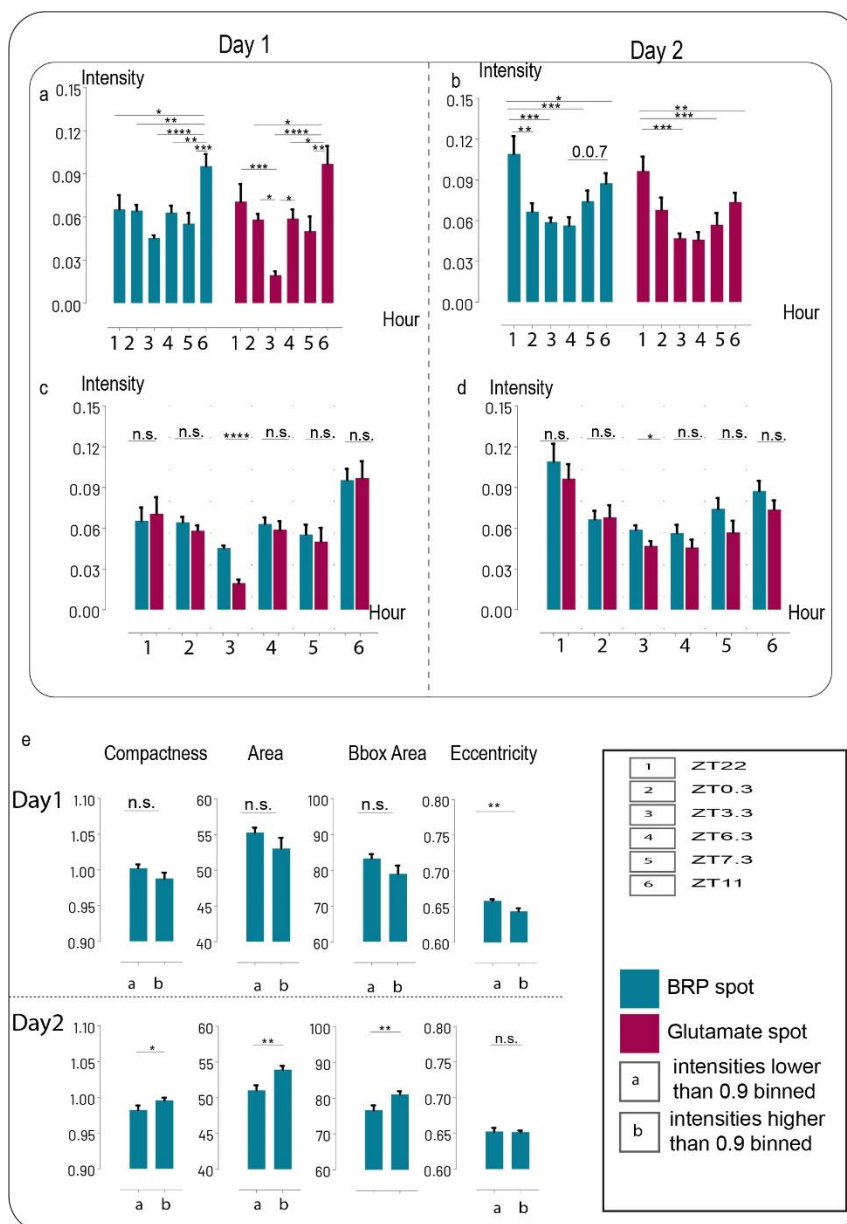 Day 1
Day 2
a
Intensity
0.15
0.12
0.09
0.06
0.03
0.00
*
**
****
**
***
*
****
*
**
***
*
*
Hour
1 2 3 4 5 6
1 2 3 4 5 6
b
Intensity
0.15
0.12
0.09
0.06
0.03
0.00
*
***
***
**
0.0.7
**
***
***
Hour
1 2 3 4 5 6
1 2 3 4 5 6
c
Intensity
0.15
0.12
0.09
0.06
0.03
0.00
n.s. n.s. **** n.s. n.s. n.s.
Hour
1 2 3 4 5 6
d
Intensity
0.15
0.12
0.09
0.06
0.03
0.00
n.s. n.s. * n.s. n.s. n.s.
Hour
1 2 3 4 5 6
e
Compactness Area Bbox Area Eccentricity
Day1
1.10
1.05
1.00
0.95
0.90
n.s.
a b
60
55
50
45
40
n.s.
a b
100
90
80
70
60
n.s.
a b
0.80
0.75
0.70
0.65
0.60
**
a b
Day2
1.10
1.05
1.00
0.95
0.90
*
a b
60
55
50
45
40
**
a b
100
90
80
70
60
**
a b
0.80
0.75
0.70
0.65
0.60
n.s.
a b
1 ZT22
2 ZT0.3
3 ZT3.3
4 ZT6.3
5 ZT7.3
6 ZT11
BRP spot
Glutamate spot
a intensities lower
than 0.9 binned
b intensities higher
than 0.9 binned